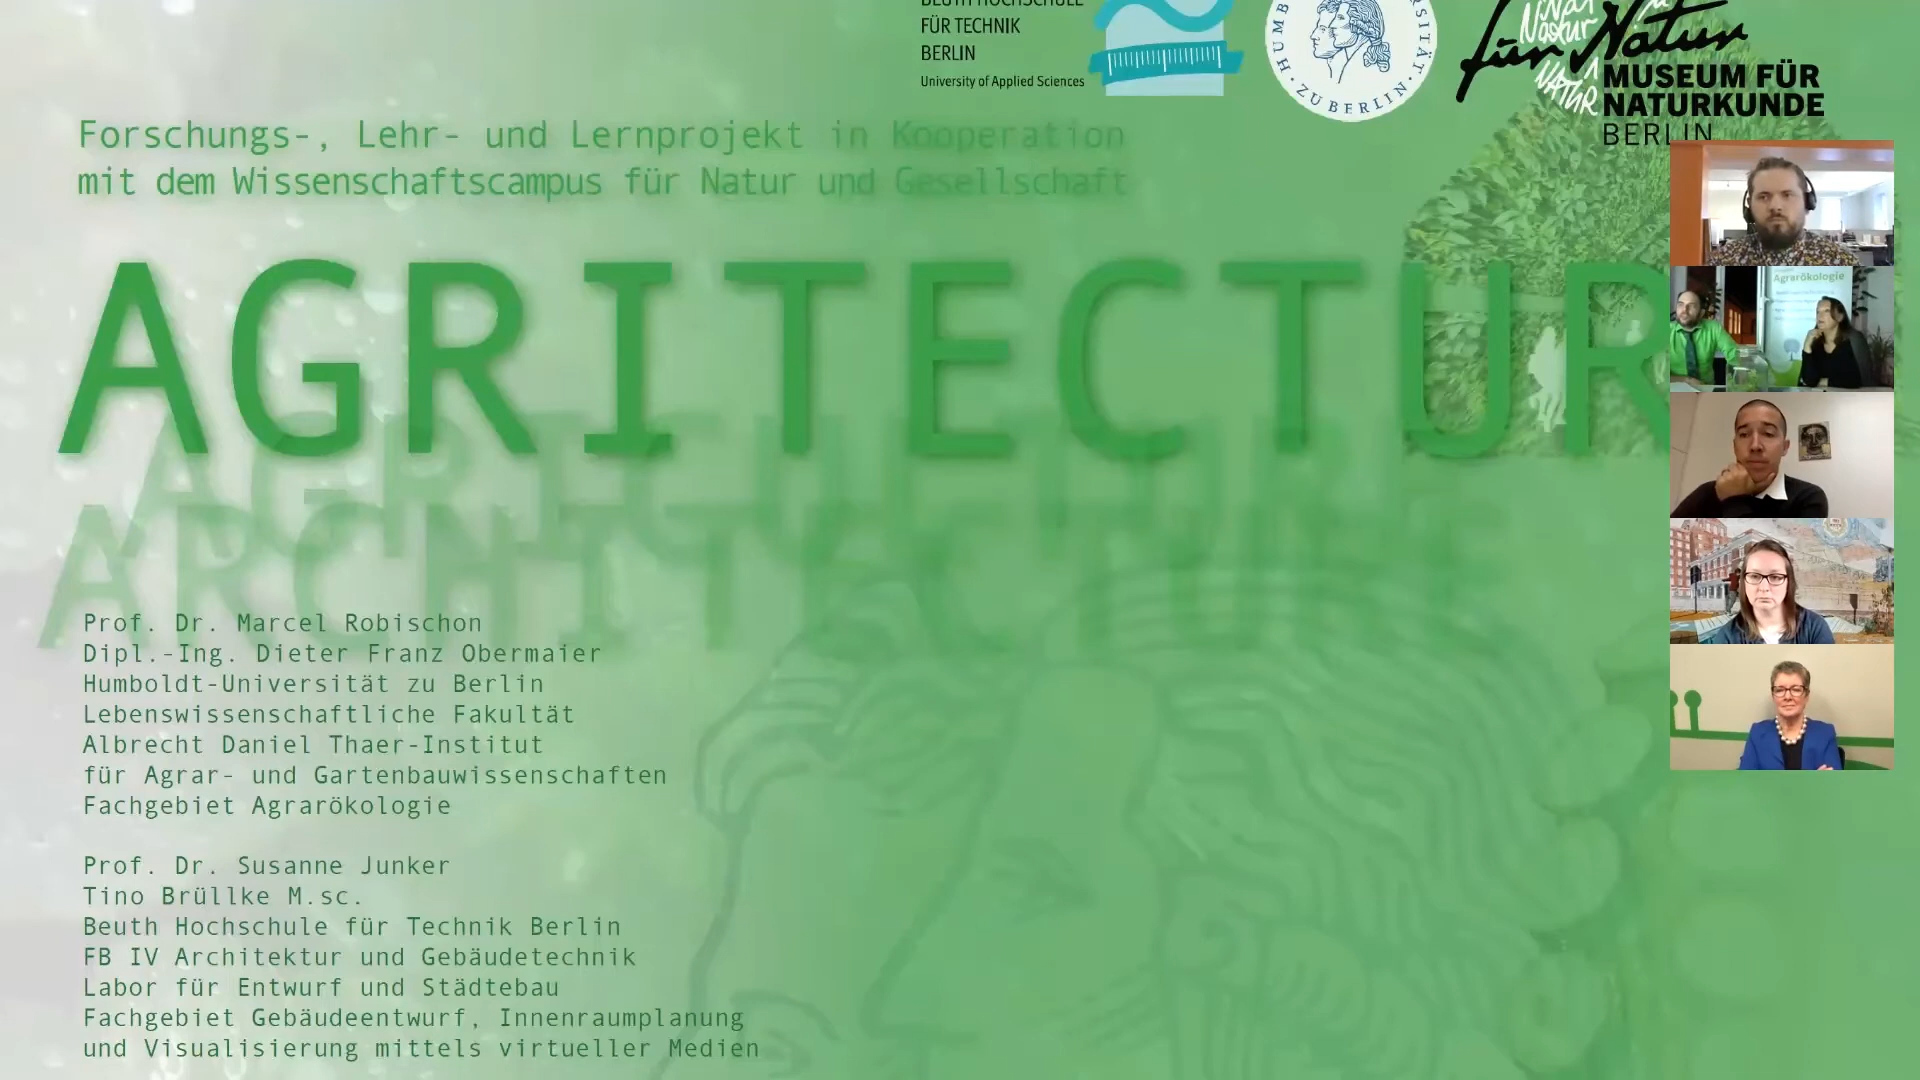 BEUTH HOCHSCHULE
FÜR TECHNIK
BERLIN
University of Applied Sciences
ZU BERLIN
für Natur
MUSEUM FÜR
NATURKUNDE
BERLIN
Forschungs-, Lehr- und Lernprojekt in Kooperation
mit dem Wissenschaftscampus für Natur und Gesellschaft
AGRITECTUR
AGRICULTURE
ARCHITECTURE
Agrarökologie
Prof. Dr. Marcel Robischon
Dipl.-Ing. Dieter Franz Obermaier
Humboldt-Universität zu Berlin
Lebenswissenschaftliche Fakultät
Albrecht Daniel Thaer-Institut
für Agrar- und Gartenbauwissenschaften
Fachgebiet Agrarökologie
Prof. Dr. Susanne Junker
Tino Brüllke M.sc.
Beuth Hochschule für Technik Berlin
FB IV Architektur und Gebäudetechnik
Labor für Entwurf und Städtebau
Fachgebiet Gebäudeentwurf, Innenraumplanung
und Visualisierung mittels virtueller Medien